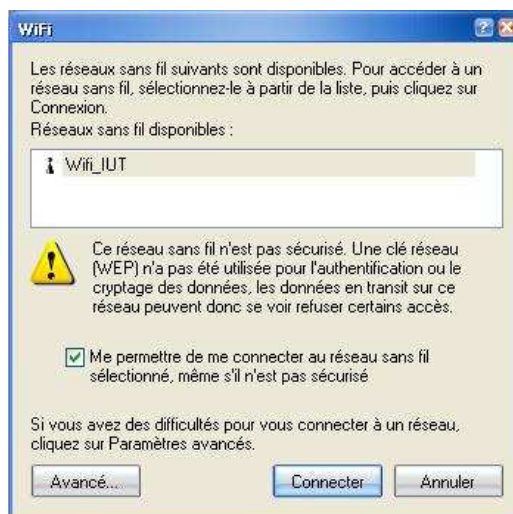 WiFi
Les réseaux sans fil suivants sont disponibles. Pour accéder à un
réseau sans fil, sélectionnez-le à partir de la liste, puis cliquez sur
Connexion.
Réseaux sans fil disponibles :
Wifi_IUT
Ce réseau sans fil n'est pas sécurisé. Une clé réseau
(WEP) n'a pas été utilisée pour l'authentification ou le
cryptage des données, les données en transit sur ce
réseau peuvent donc se voir refuser certains accès.
Me permettre de me connecter au réseau sans fil
sélectionné, même s'il n'est pas sécurisé
Si vous avez des difficultés pour vous connecter à un réseau,
cliquez sur Paramètres avancés.
Avancé... Connecter Annuler